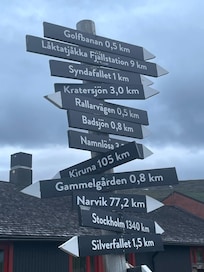 Golfbanan 0,5 km
Låktatjåkka Fjällstation 9 km
Syndafallet 1 km
Kratersjön 3,0 km
Rallarvägen 0,5 km
Badsjön 0,8 km
Namnlösa
Kiruna 105 km
Gammelgården 0,8 km
Narvik 77,2 km
Stockholm 1340 km
Silverfallet 1,5 km